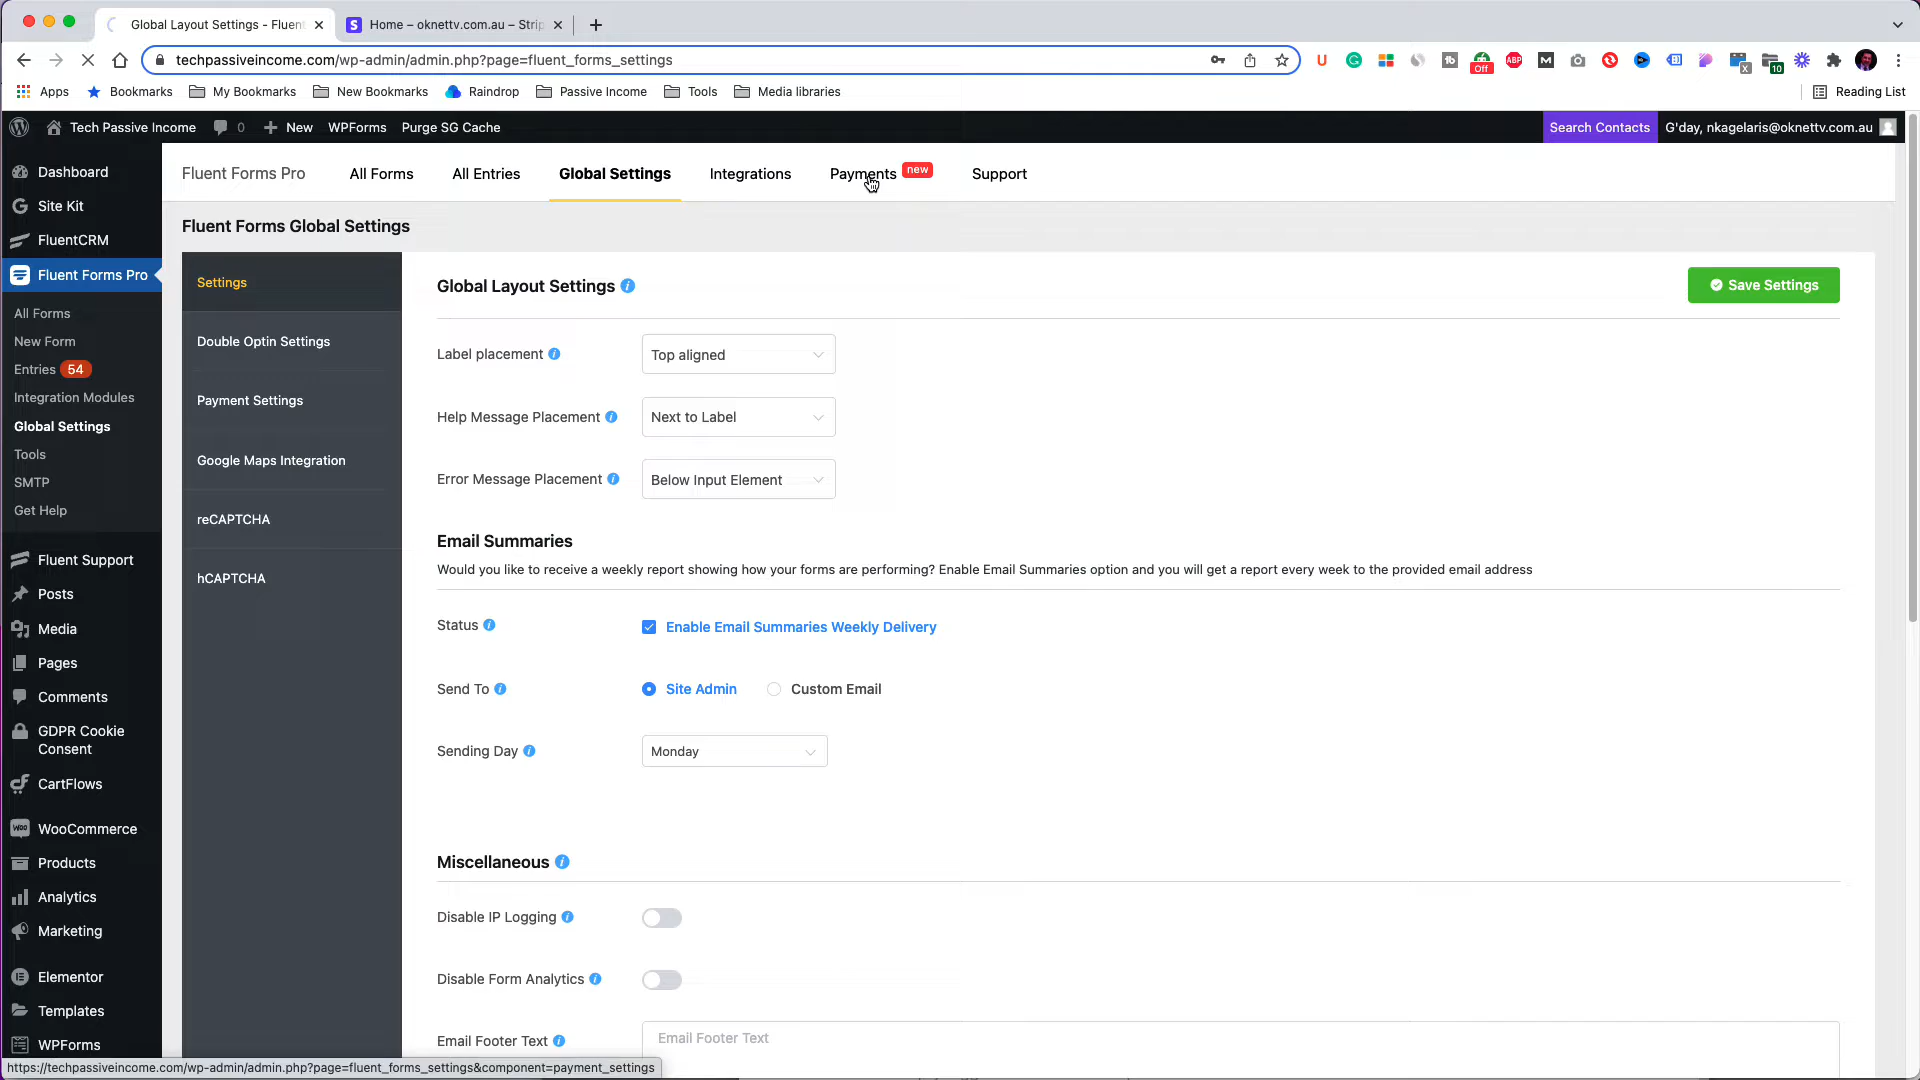 Global Layout Settings - Fluen
Home – oknettv.com.au – Strip
techpassiveincome.com/wp-admin/admin.php?page=fluent_forms_settings
Off
ABP
X
10
Apps
Bookmarks
My Bookmarks
New Bookmarks
Raindrop
Passive Income
Tools
Media libraries
Reading List
Tech Passive Income
0
New
WPForms
Purge SG Cache
Search Contacts
G'day, nkagelaris@oknettv.com.au
Dashboard
Site Kit
FluentCRM
Fluent Forms Pro
All Forms
New Form
Entries 54
Integration Modules
Global Settings
Tools
SMTP
Get Help
Fluent Support
Posts
Media
Pages
Comments
GDPR Cookie
Consent
CartFlows
WooCommerce
Products
Analytics
Marketing
Elementor
Templates
WPForms
Fluent Forms Pro
All Forms
All Entries
Global Settings
Integrations
Payments new
Support
Fluent Forms Global Settings
Settings
Double Optin Settings
Payment Settings
Google Maps Integration
reCAPTCHA
hCAPTCHA
Global Layout Settings
Save Settings
Label placement
Top aligned
Help Message Placement
Next to Label
Error Message Placement
Below Input Element
Email Summaries
Would you like to receive a weekly report showing how your forms are performing? Enable Email Summaries option and you will get a report every week to the provided email address
Status
Enable Email Summaries Weekly Delivery
Send To
Site Admin
Custom Email
Sending Day
Monday
Miscellaneous
Disable IP Logging
Disable Form Analytics
Email Footer Text
Email Footer Text
https://techpassiveincome.com/wp-admin/admin.php?page=fluent_forms_settings&component=payment_settings